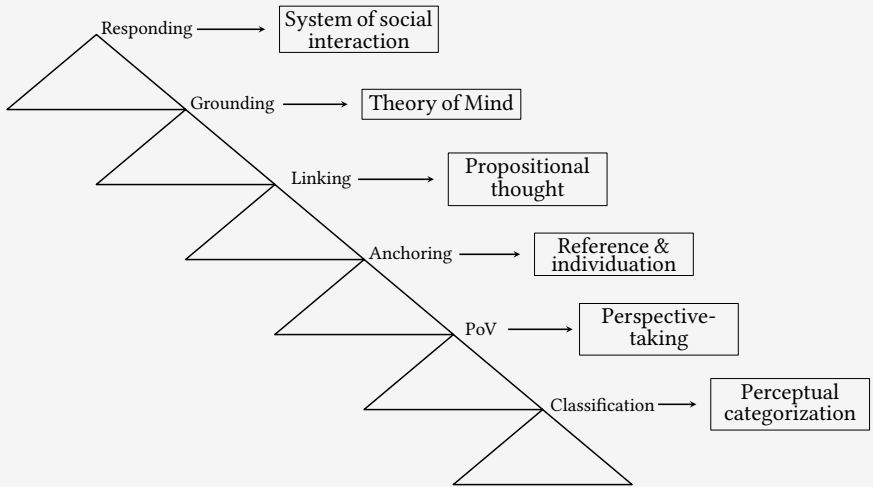 Responding
System of social
interaction
Grounding
Theory of Mind
Linking
Propositional
thought
Anchoring
Reference &
individuation
PoV
Perspective-
taking
Classification
Perceptual
categorization